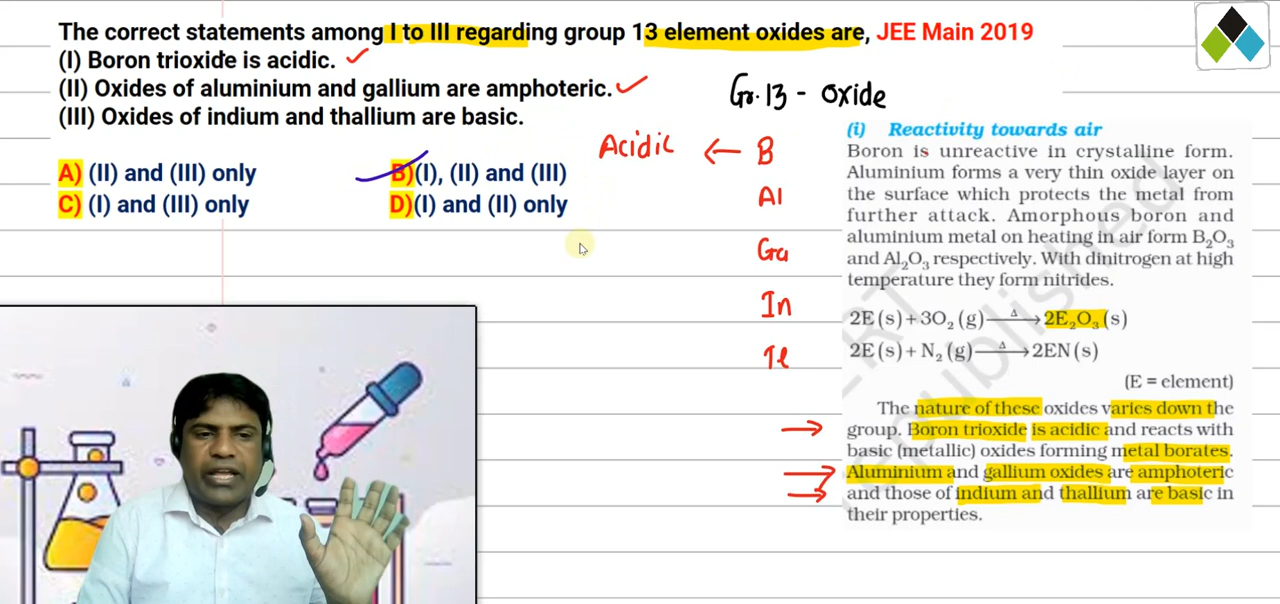 The correct statements among I to III regarding group 13 element oxides are, JEE Main 2019
(I) Boron trioxide is acidic.
(II) Oxides of aluminium and gallium are amphoteric.
(III) Oxides of indium and thallium are basic.
A) (II) and (III) only
B)(I), (II) and (III)
C) (I) and (III) only
D)(I) and (II) only
Gr. 13 - oxide
Acidic ← B
Al
Ga
In
Tl
(i) Reactivity towards air
Boron is unreactive in crystalline form.
Aluminium forms a very thin oxide layer on
the surface which protects the metal from
further attack. Amorphous boron and
aluminium metal on heating in air form B₂O₃
and Al₂O₃ respectively. With dinitrogen at high
temperature they form nitrides.
2E(s)+3O₂(g) —Δ→ 2E₂O₃(s)
2E(s)+N₂(g) —Δ→ 2EN(s)
(E = element)
The nature of these oxides varies down the
group. Boron trioxide is acidic and reacts with
basic (metallic) oxides forming metal borates.
Aluminium and gallium oxides are amphoteric
and those of indium and thallium are basic in
their properties.
published